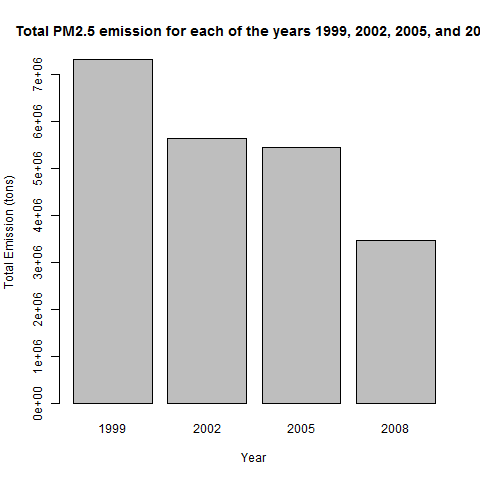 Total PM2.5 emission for each of the years 1999, 2002, 2005, and 20
7e+06
6e+06
5e+06
4e+06
3e+06
2e+06
1e+06
0e+00
Total Emission (tons)
1999 2002 2005 2008
Year